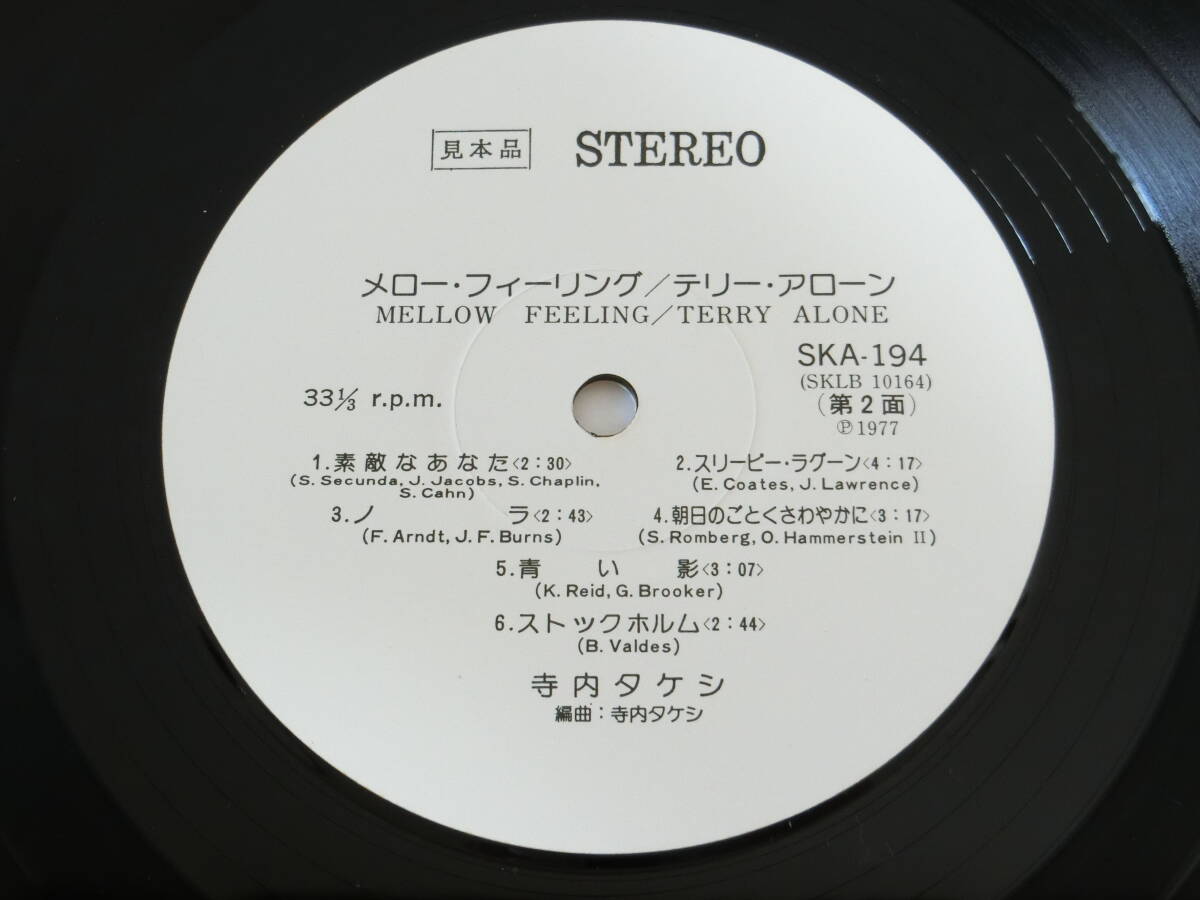 見本品 STEREO
メロー・フィーリング/テリー・アローン
MELLOW FEELING/TERRY ALONE
SKA-194
(SKLB 10164)
33⅓ r.p.m.
(第2面)
Ⓟ1977
1.素敵なあなた〈2:30〉
(S. Secunda, J. Jacobs, S. Chaplin,
S. Cahn)
2.スリーピー・ラグーン〈4:17〉
(E. Coates, J. Lawrence)
3.ノ ラ〈2:43〉
(F. Arndt, J. F. Burns)
4.朝日のごとくさわやかに〈3:17〉
(S. Romberg, O. Hammerstein II)
5.青 い 影〈3:07〉
(K. Reid, G. Brooker)
6.ストックホルム〈2:44〉
(B. Valdes)
寺内タケシ
編曲:寺内タケシ